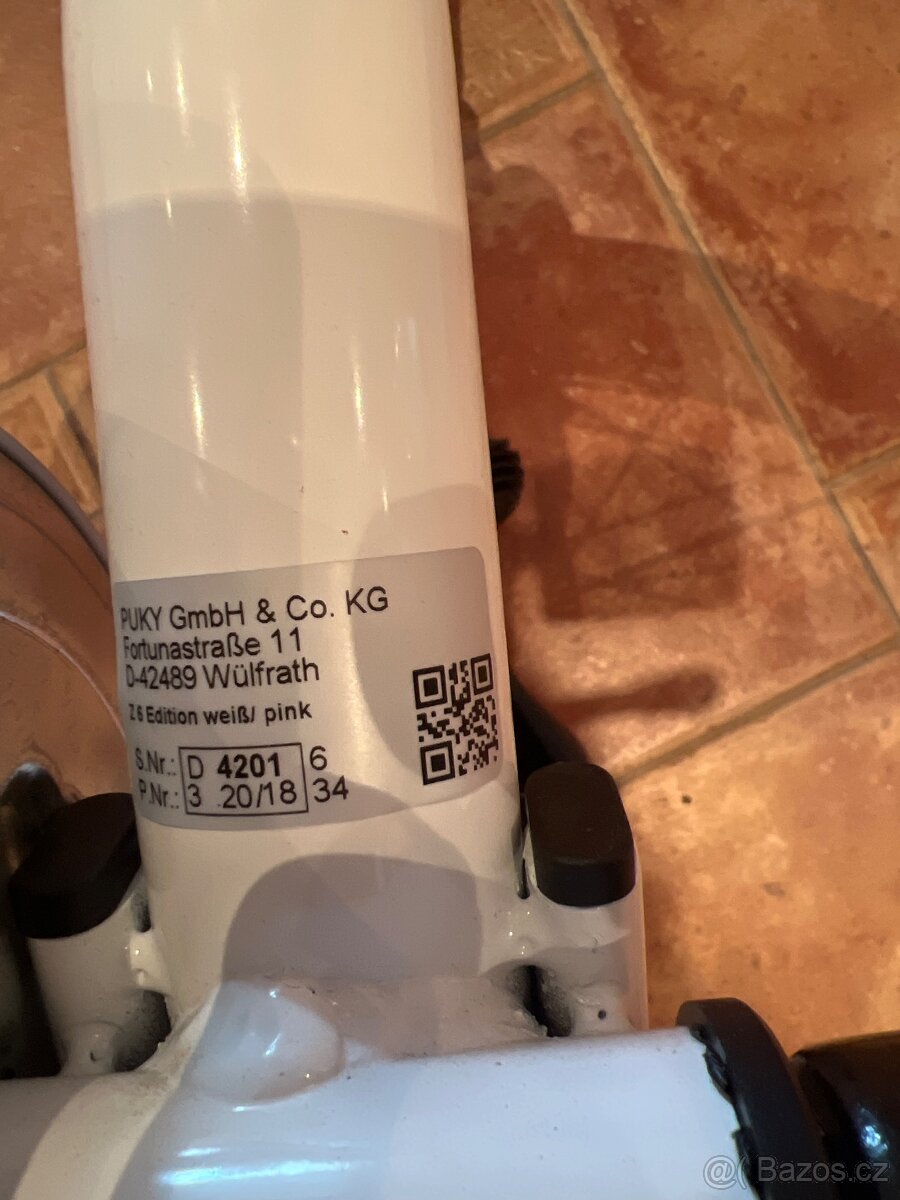 PUKY GmbH & Co. KG
Fortunastraße 11
D-42489 Wülfrath
Z 6 Edition weiß/ pink
S.Nr.: D 4201 6
P.Nr.: 3 20/18 34
@( Bazos.cz